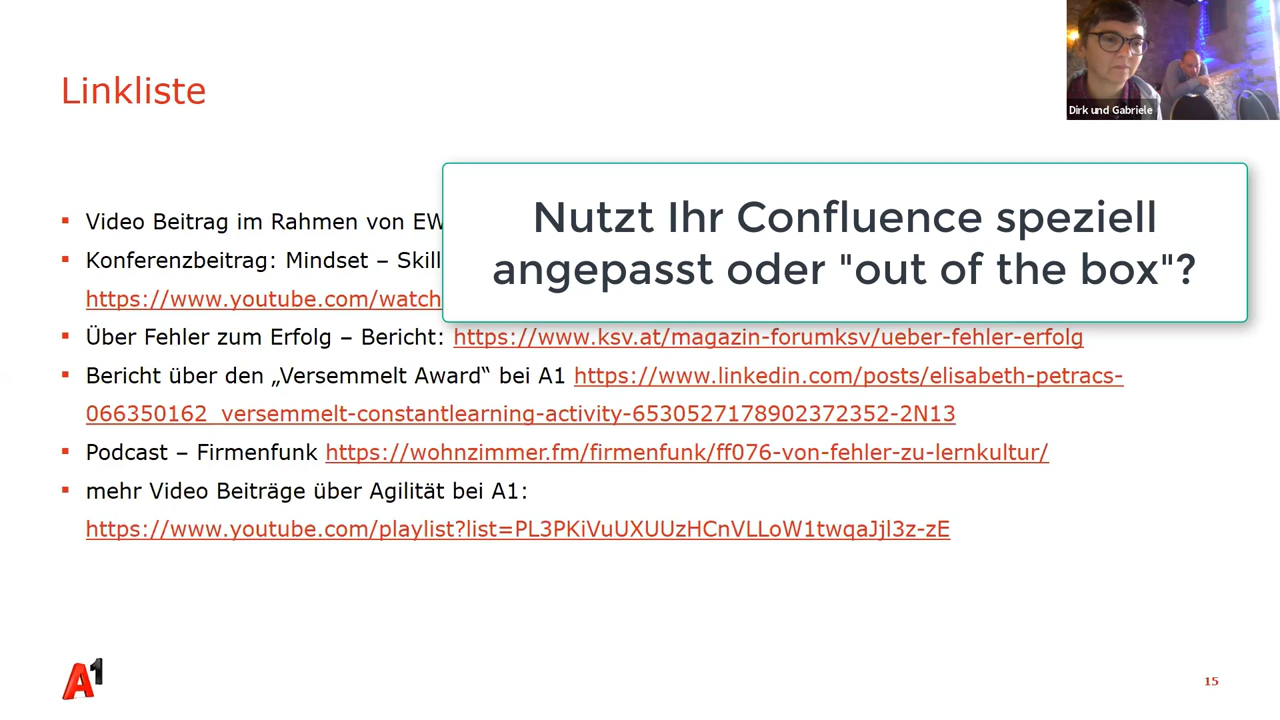 Dirk und Gabriele
Linkliste
Nutzt Ihr Confluence speziell
angepasst oder "out of the box"?
Video Beitrag im Rahmen von EW
Konferenzbeitrag: Mindset – Skill
https://www.youtube.com/watch
Über Fehler zum Erfolg – Bericht: https://www.ksv.at/magazin-forumksv/ueber-fehler-erfolg
Bericht über den „Versemmelt Award“ bei A1 https://www.linkedin.com/posts/elisabeth-petracs-
066350162_versemmelt-constantlearning-activity-6530527178902372352-2N13
Podcast – Firmenfunk https://wohnzimmer.fm/firmenfunk/ff076-von-fehler-zu-lernkultur/
mehr Video Beiträge über Agilität bei A1:
https://www.youtube.com/playlist?list=PL3PKiVuUXUUzHCnVLLoW1twqaJjl3z-zE
A1
15